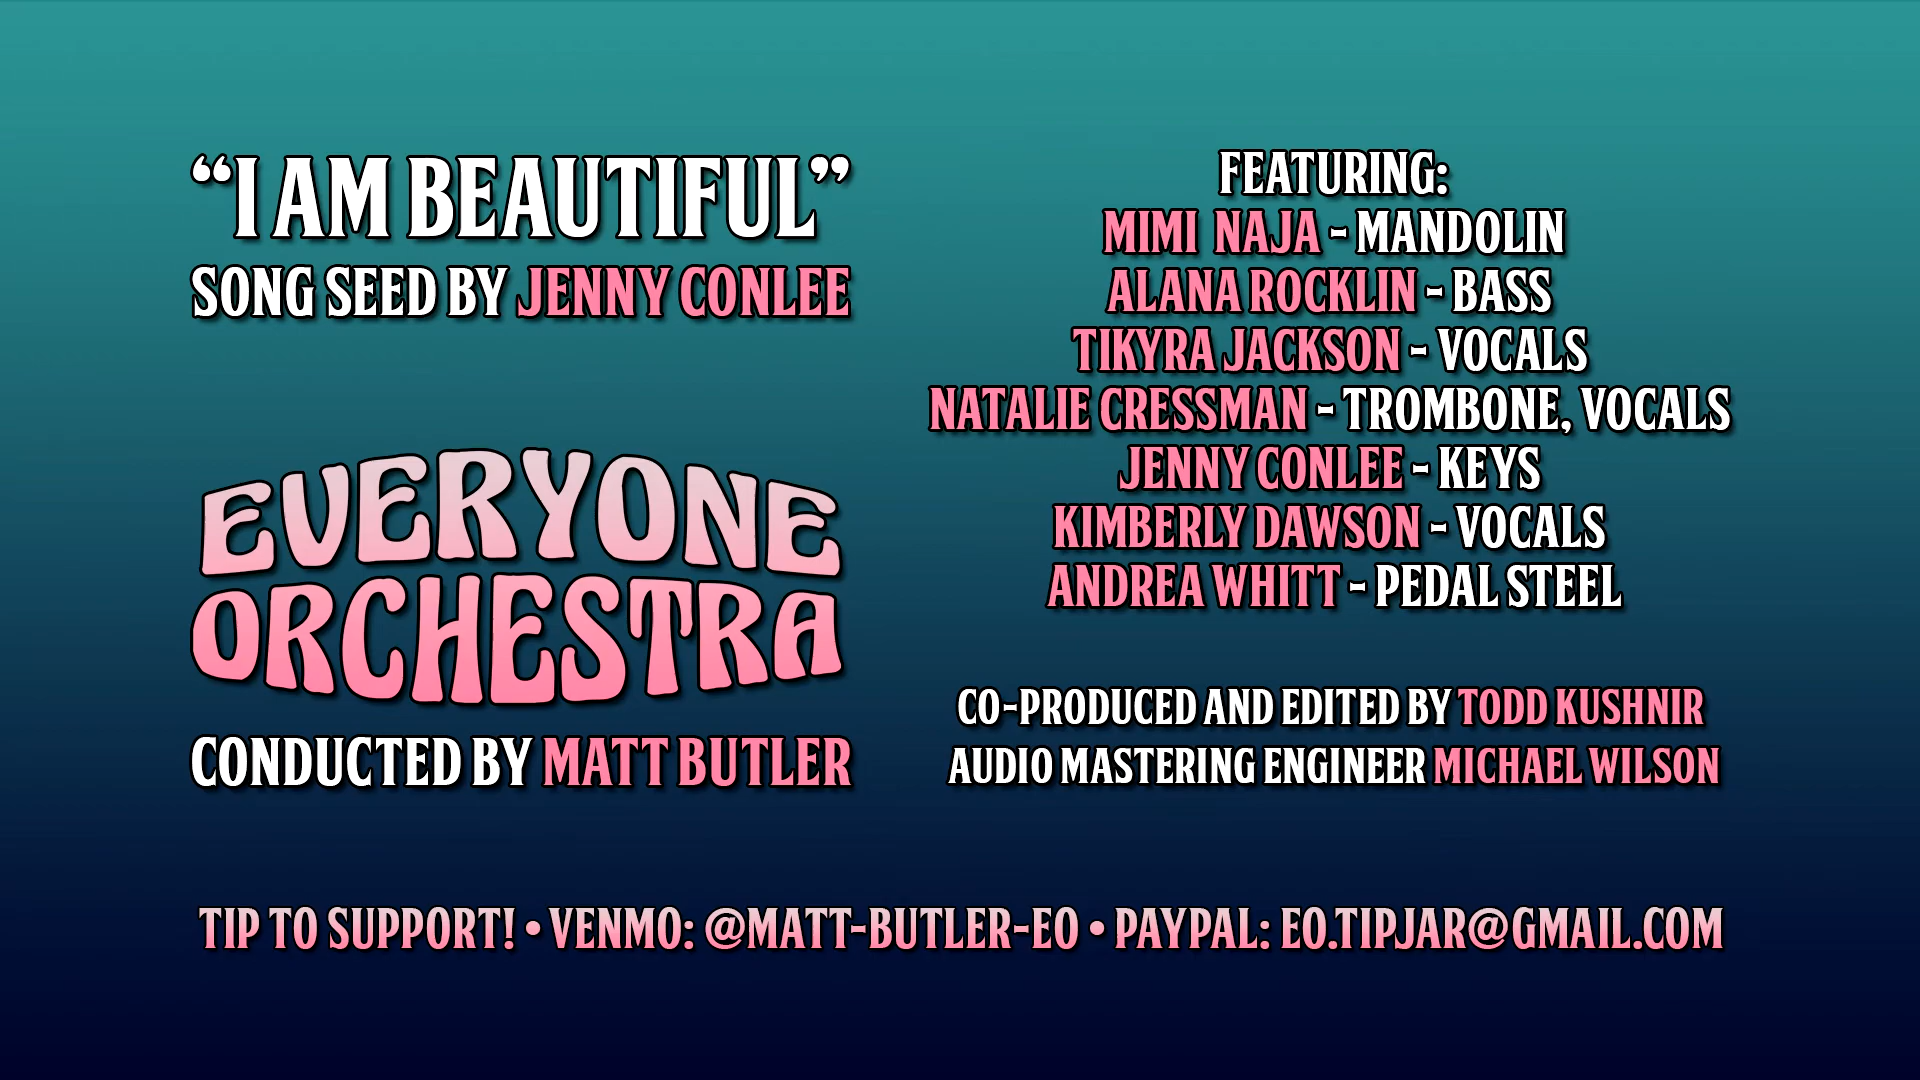 “I AM BEAUTIFUL”
SONG SEED BY JENNY CONLEE
EVERYONE
ORCHESTRA
CONDUCTED BY MATT BUTLER
FEATURING:
MIMI NAJA - MANDOLIN
ALANA ROCKLIN - BASS
TIKYRA JACKSON - VOCALS
NATALIE CRESSMAN - TROMBONE, VOCALS
JENNY CONLEE - KEYS
KIMBERLY DAWSON - VOCALS
ANDREA WHITT - PEDAL STEEL
CO-PRODUCED AND EDITED BY TODD KUSHNIR
AUDIO MASTERING ENGINEER MICHAEL WILSON
TIP TO SUPPORT! • VENMO: @MATT-BUTLER-EO • PAYPAL: EO.TIPJAR@GMAIL.COM